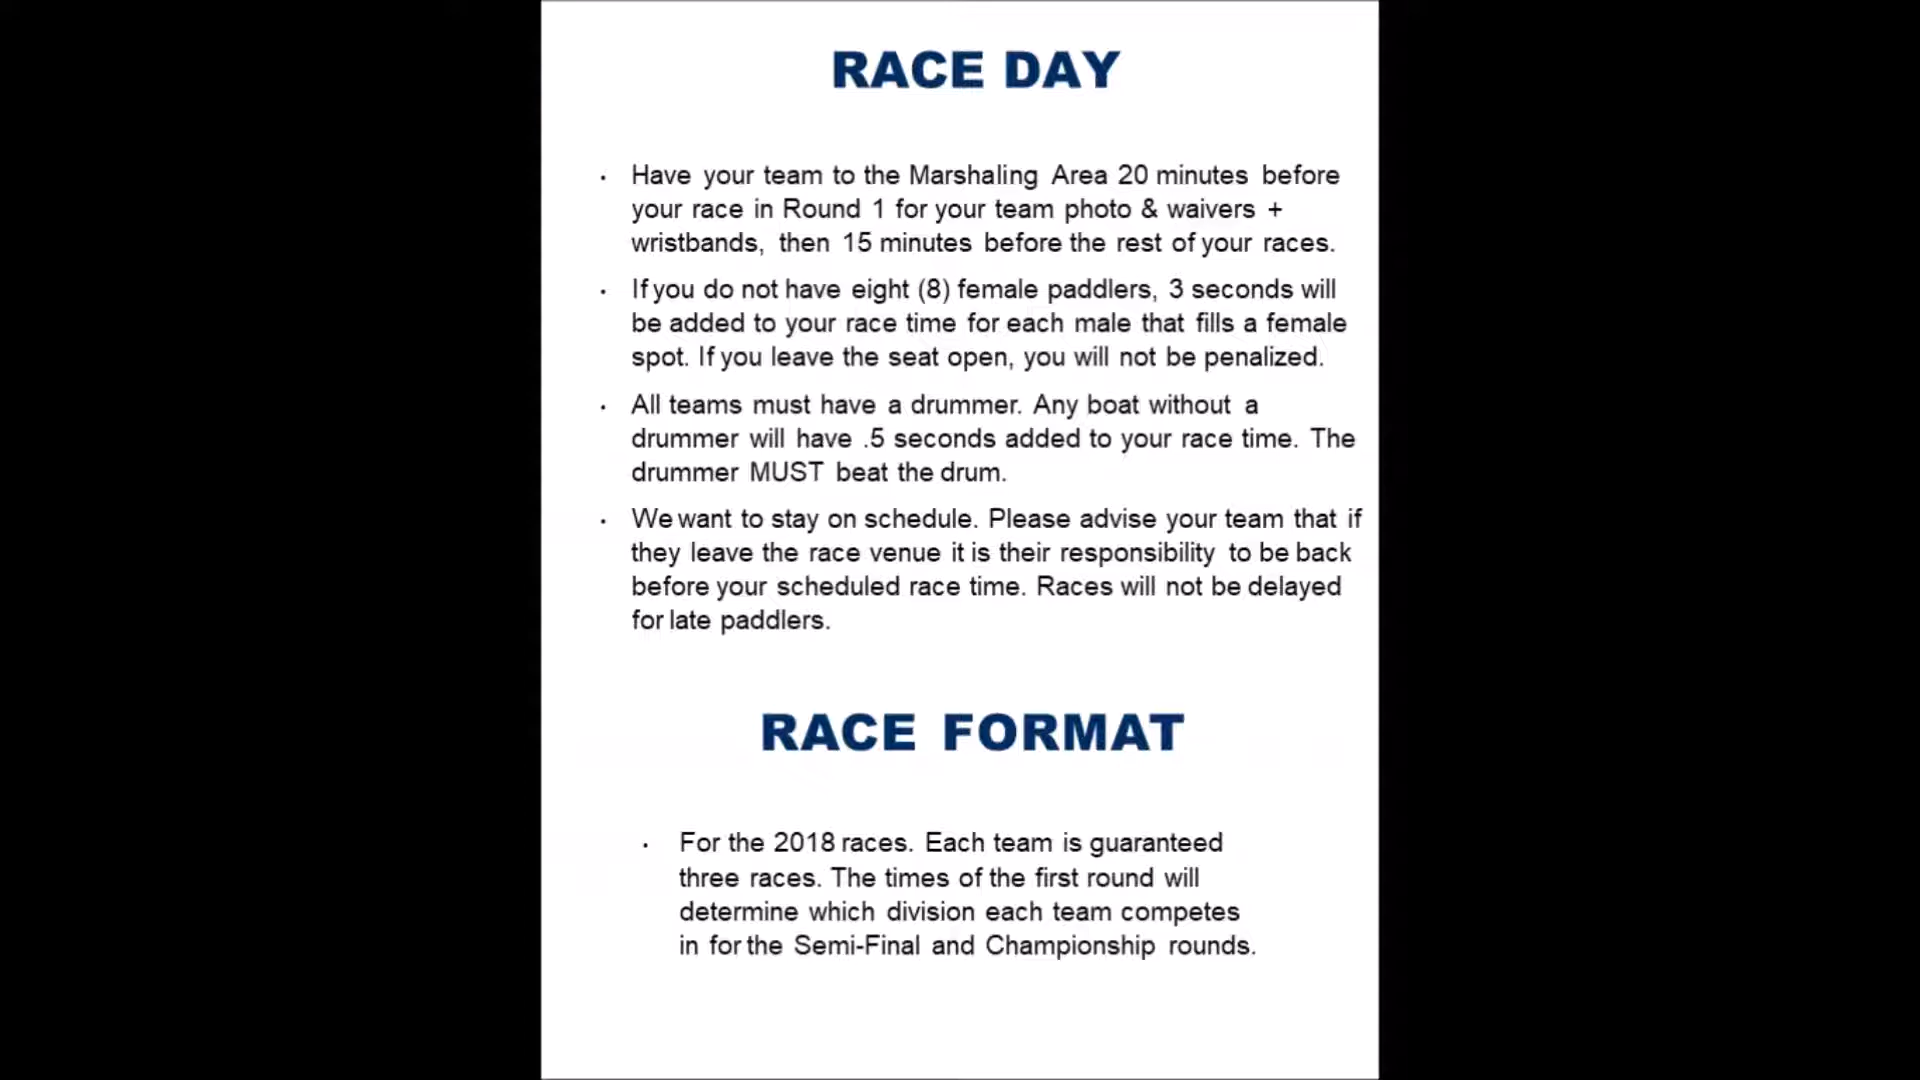 RACE DAY
· Have your team to the Marshaling Area 20 minutes before
your race in Round 1 for your team photo & waivers +
wristbands, then 15 minutes before the rest of your races.
· If you do not have eight (8) female paddlers, 3 seconds will
be added to your race time for each male that fills a female
spot. If you leave the seat open, you will not be penalized.
· All teams must have a drummer. Any boat without a
drummer will have .5 seconds added to your race time. The
drummer MUST beat the drum.
· We want to stay on schedule. Please advise your team that if
they leave the race venue it is their responsibility to be back
before your scheduled race time. Races will not be delayed
for late paddlers.
RACE FORMAT
· For the 2018 races. Each team is guaranteed
three races. The times of the first round will
determine which division each team competes
in for the Semi-Final and Championship rounds.